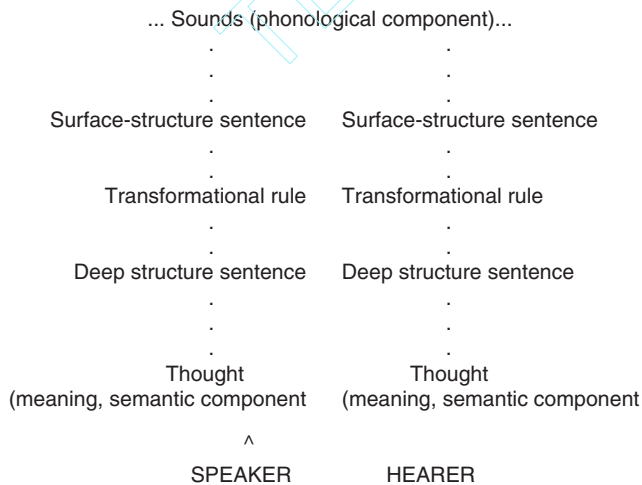 ... Sounds (phonological component)...
. .
. .
. .
Surface-structure sentence Surface-structure sentence
. .
. .
Transformational rule Transformational rule
. .
. .
Deep structure sentence Deep structure sentence
. .
. .
. .
Thought Thought
(meaning, semantic component (meaning, semantic component
^
SPEAKER HEARER